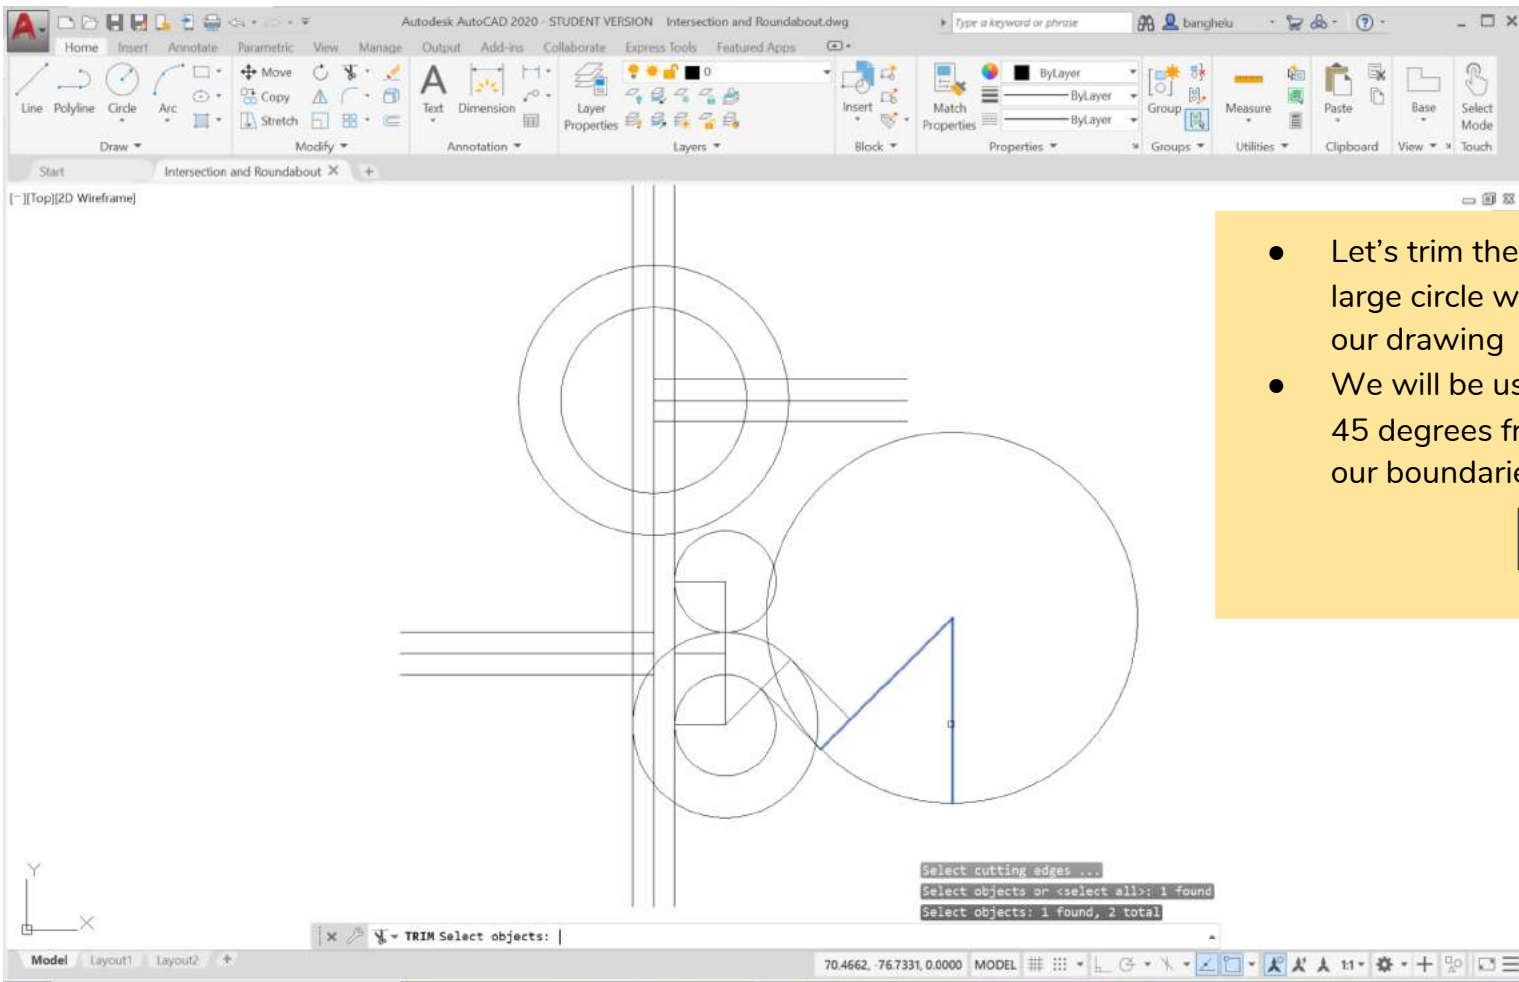 Autodesk AutoCAD 2020 - STUDENT VERSION Intersection and Roundabout.dwg Type a keyword or phrase banghelu
Home Insert Annotate Parametric View Manage Output Add-ins Collaborate Express Tools Featured Apps
Line Polyline Circle Arc Move Copy Stretch Text Dimension Layer Properties 0 Insert Match Properties ByLayer ByLayer ByLayer Group Measure Paste Base Select Mode
Draw Modify Annotation Layers Block Properties Groups Utilities Clipboard View Touch
Start Intersection and Roundabout
[-][Top][2D Wireframe]
● Let's trim the
large circle w
our drawing
● We will be us
45 degrees fr
our boundarie
Y
X
Select cutting edges ...
Select objects or <select all>: 1 found
Select objects: 1 found, 2 total
TRIM Select objects:
Model Layout1 Layout2 + 70.4662, -76.7331, 0.0000 MODEL 1:1